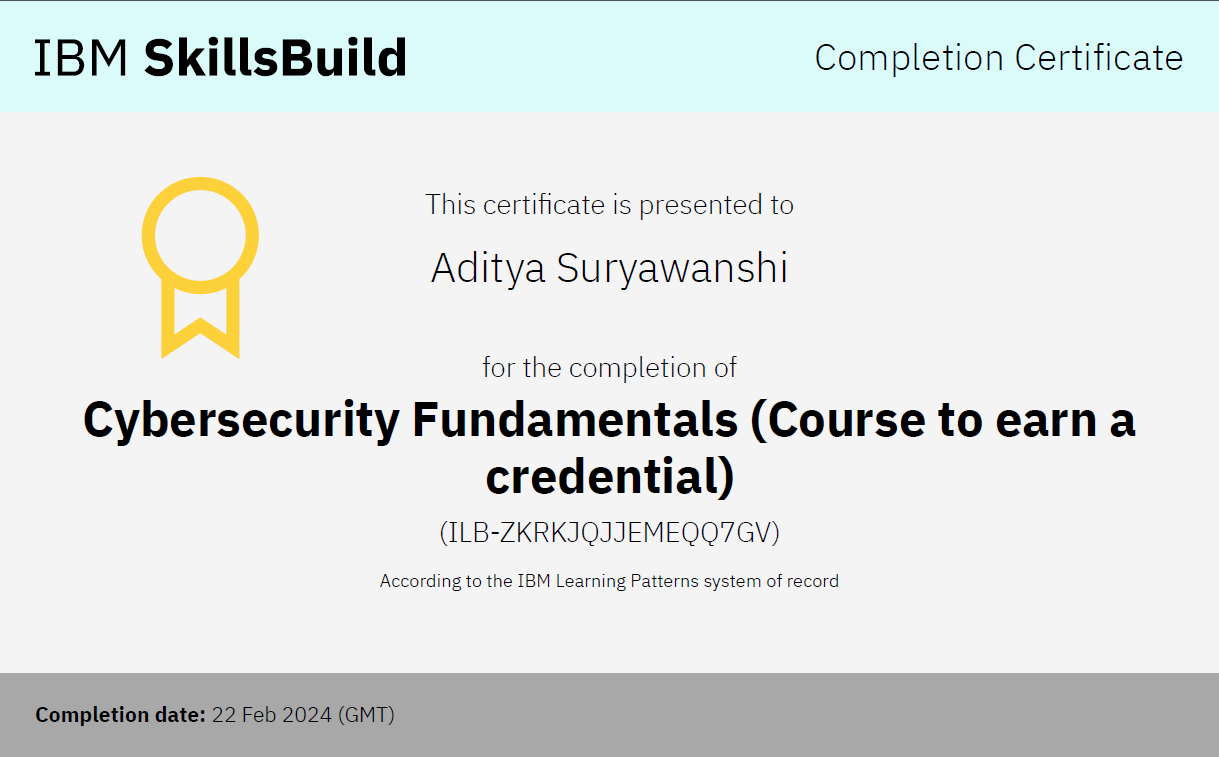 IBM SkillsBuild
Completion Certificate
This certificate is presented to
Aditya Suryawanshi
for the completion of
Cybersecurity Fundamentals (Course to earn a
credential)
(ILB-ZKRKJQJJEMEQQ7GV)
According to the IBM Learning Patterns system of record
Completion date: 22 Feb 2024 (GMT)